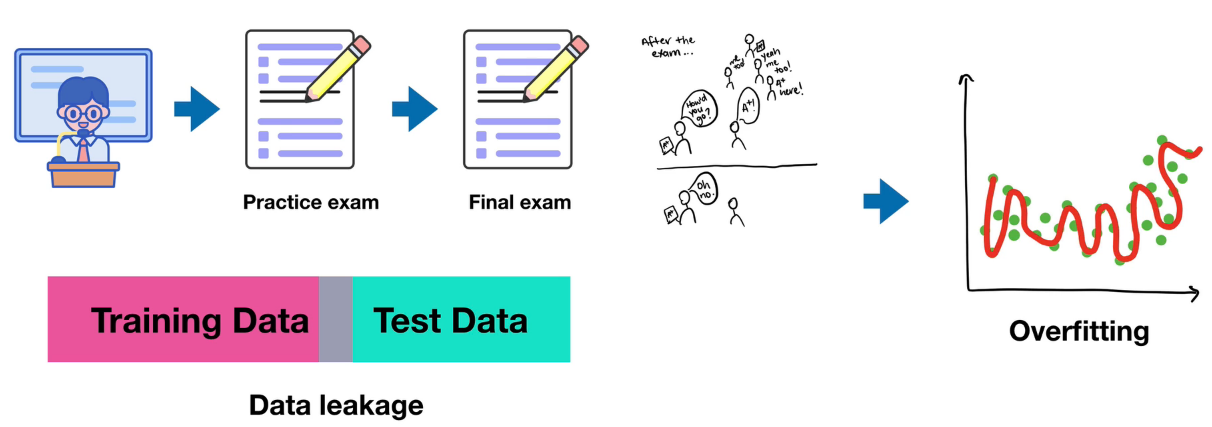 Practice exam
Final exam
Training Data
Test Data
Data leakage
After the
exam...
me
too!
yeah
me
too!
A+
here!
How'd
you
go?
A+!
A+
Oh
no.
A+
Overfitting